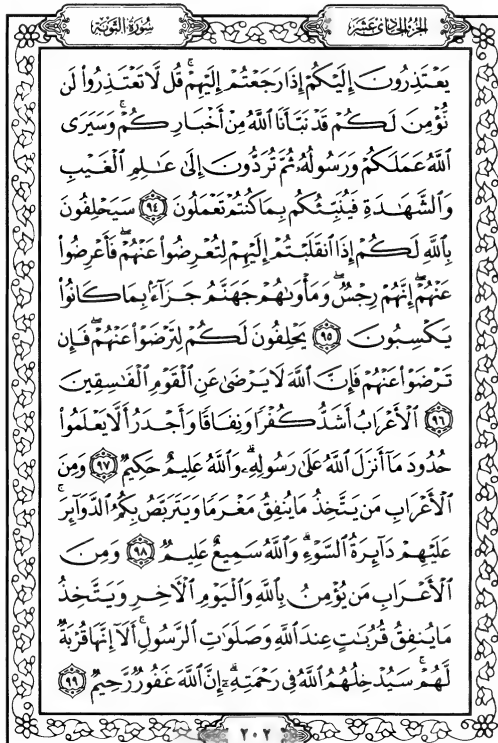 الجزء الحادي عشر
سورة التوبة
يَعْتَذِرُونَ إِلَيْكُمْ إِذَا رَجَعْتُمْ إِلَيْهِمْ ۚ قُل لَّا تَعْتَذِرُوا۟ لَن
نُّؤْمِنَ لَكُمْ قَدْ نَبَّأَنَا ٱللَّهُ مِنْ أَخْبَارِكُمْ ۚ وَسَيَرَى
ٱللَّهُ عَمَلَكُمْ وَرَسُولُهُۥ ثُمَّ تُرَدُّونَ إِلَىٰ عَـٰلِمِ ٱلْغَيْبِ
وَٱلشَّهَـٰدَةِ فَيُنَبِّئُكُم بِمَا كُنتُمْ تَعْمَلُونَ ٩٤ سَيَحْلِفُونَ
بِٱللَّهِ لَكُمْ إِذَا ٱنقَلَبْتُمْ إِلَيْهِمْ لِتُعْرِضُوا۟ عَنْهُمْ ۖ فَأَعْرِضُوا۟
عَنْهُمْ ۖ إِنَّهُمْ رِجْسٌ ۖ وَمَأْوَىٰهُمْ جَهَنَّمُ جَزَآءًۢ بِمَا كَانُوا۟
يَكْسِبُونَ ٩٥ يَحْلِفُونَ لَكُمْ لِتَرْضَوْا۟ عَنْهُمْ ۖ فَإِن
تَرْضَوْا۟ عَنْهُمْ فَإِنَّ ٱللَّهَ لَا يَرْضَىٰ عَنِ ٱلْقَوْمِ ٱلْفَـٰسِقِينَ
٩٦ ٱلْأَعْرَابُ أَشَدُّ كُفْرًا وَنِفَاقًا وَأَجْدَرُ أَلَّا يَعْلَمُوا۟
حُدُودَ مَآ أَنزَلَ ٱللَّهُ عَلَىٰ رَسُولِهِۦ ۗ وَٱللَّهُ عَلِيمٌ حَكِيمٌ ٩٧ وَمِنَ
ٱلْأَعْرَابِ مَن يَتَّخِذُ مَا يُنفِقُ مَغْرَمًا وَيَتَرَبَّصُ بِكُمُ ٱلدَّوَآئِرَ ۚ
عَلَيْهِمْ دَآئِرَةُ ٱلسَّوْءِ ۗ وَٱللَّهُ سَمِيعٌ عَلِيمٌ ٩٨ وَمِنَ
ٱلْأَعْرَابِ مَن يُؤْمِنُ بِٱللَّهِ وَٱلْيَوْمِ ٱلْـَٔاخِرِ وَيَتَّخِذُ
مَا يُنفِقُ قُرُبَـٰتٍ عِندَ ٱللَّهِ وَصَلَوَٰتِ ٱلرَّسُولِ ۚ أَلَآ إِنَّهَا قُرْبَةٌ
لَّهُمْ ۚ سَيُدْخِلُهُمُ ٱللَّهُ فِى رَحْمَتِهِۦٓ ۗ إِنَّ ٱللَّهَ غَفُورٌ رَّحِيمٌ ٩٩
٢٠٢